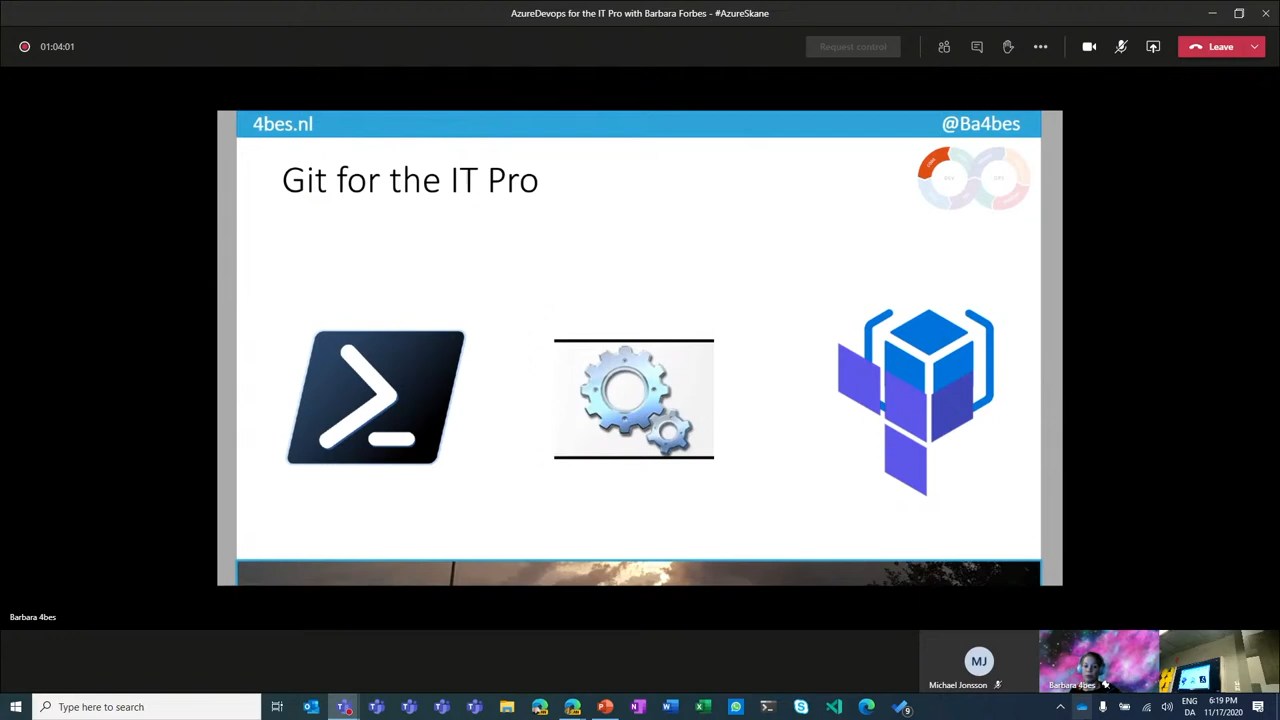 AzureDevops for the IT Pro with Barbara Forbes - #AzureSkane
01:04:01
Request control
Leave
4bes.nl
@Ba4bes
Git for the IT Pro
Barbara 4bes
MJ
Michael Jonsson
Barbara 4bes
Type here to search
9
ENG
6:19 PM
DA
11/17/2020